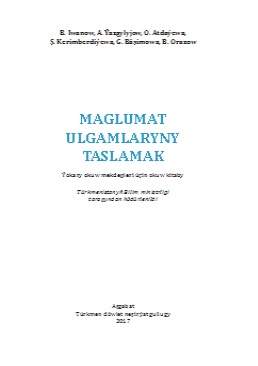 B. Iwanow, A. Ýazgylyjow, O. Atdaýewa,
Ş. Kerimberdiýewa, G. Bäşimowa, B. Orazow
MAGLUMAT
ULGAMLARYNY
TASLAMAK
Ýokary okuw mekdepleri üçin okuw kitaby
Türkmenistanyň Bilim ministrligi
tarapyndan hödürlenildi
Aşgabat
Türkmen döwlet neşirýat gullugy
2017